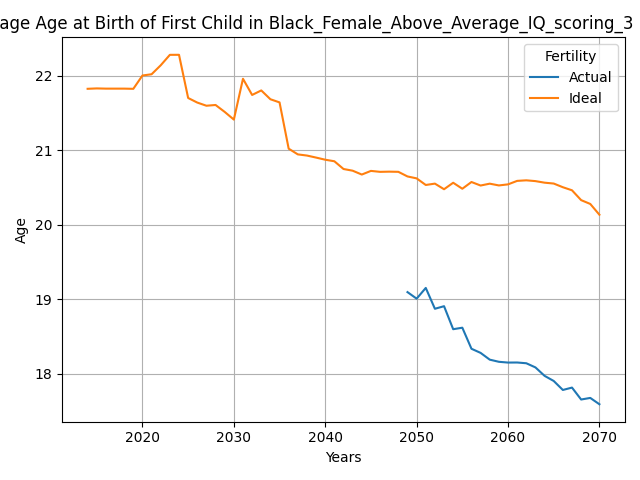 age Age at Birth of First Child in Black_Female_Above_Average_IQ_scoring_3
Fertility
Actual
Ideal
22
21
20
19
18
Age
2020 2030 2040 2050 2060 2070
Years